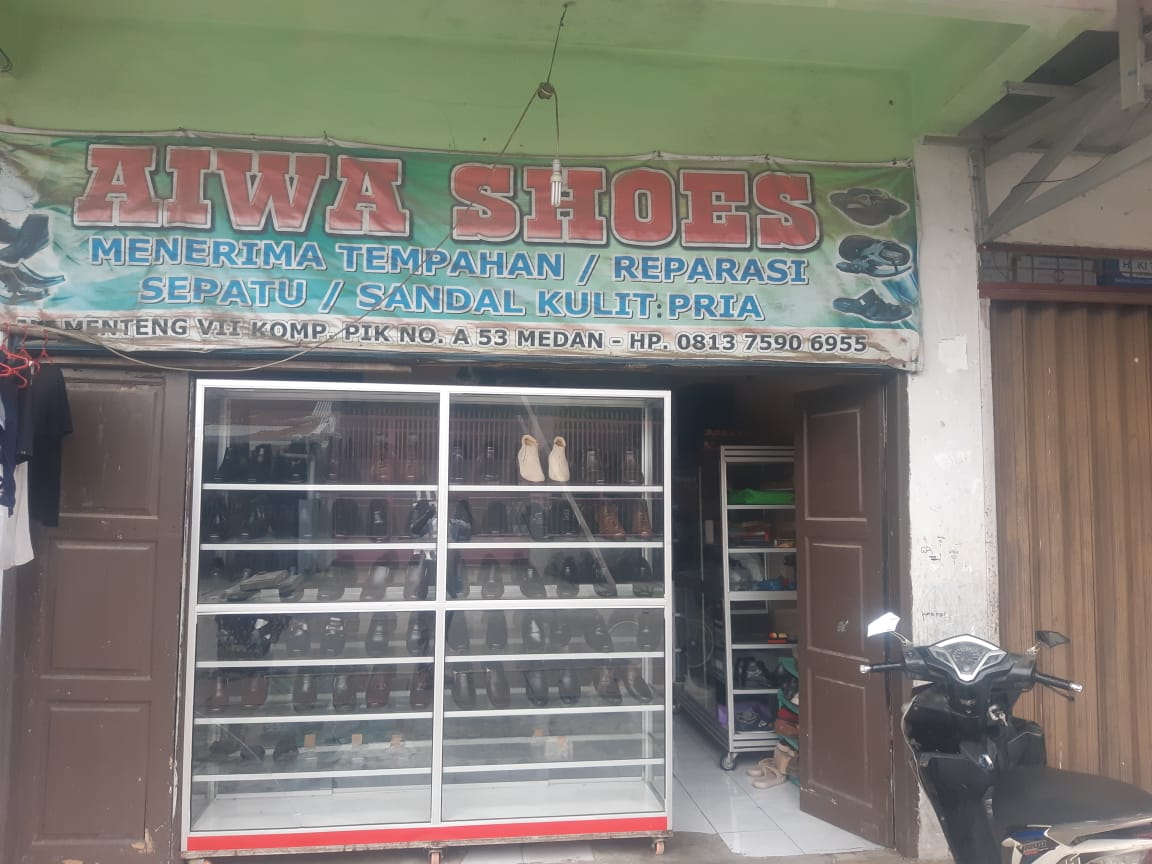 AIWA SHOES
MENERIMA TEMPAHAN / REPARASI
SEPATU / SANDAL KULIT PRIA
MENTENG VII KOMP. PIK NO. A 53 MEDAN - HP. 0813 7590 6955